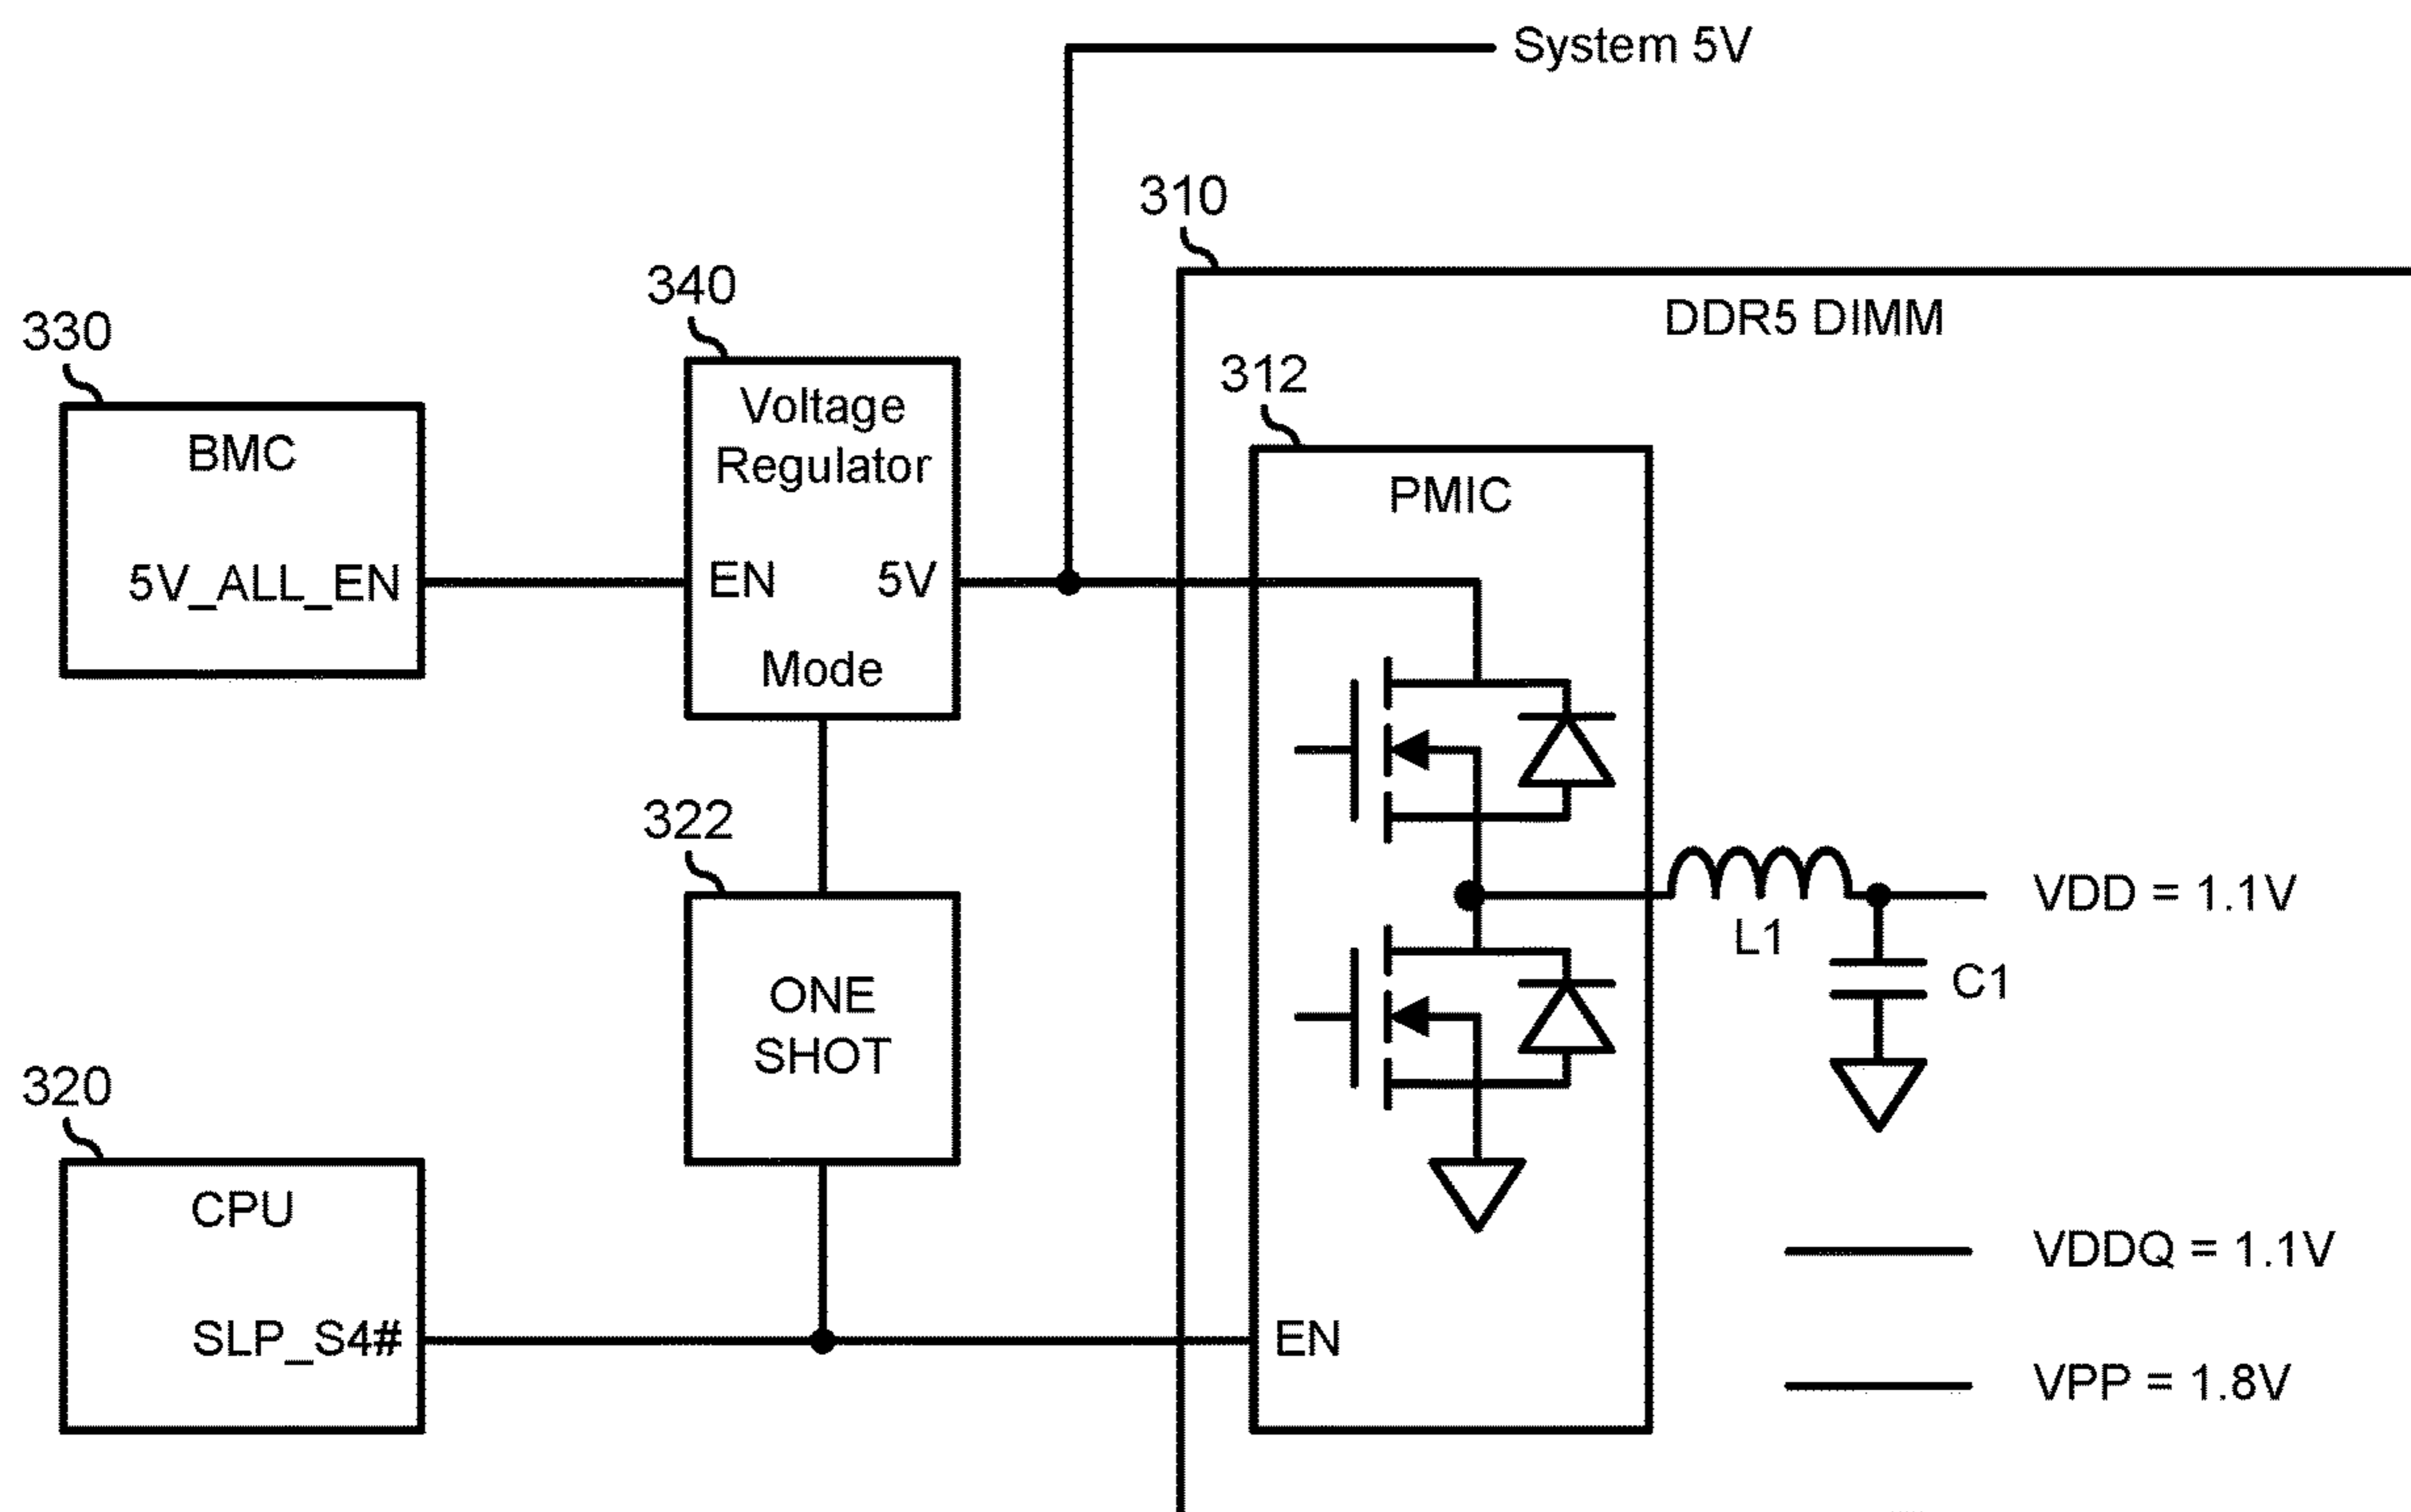 System 5V
310
DDR5 DIMM
340
330
312
Voltage
Regulator
BMC
PMIC
5V_ALL_EN
EN
5V
Mode
322
VDD = 1.1V
L1
C1
ONE
SHOT
320
CPU
VDDQ = 1.1V
SLP_S4#
EN
VPP = 1.8V